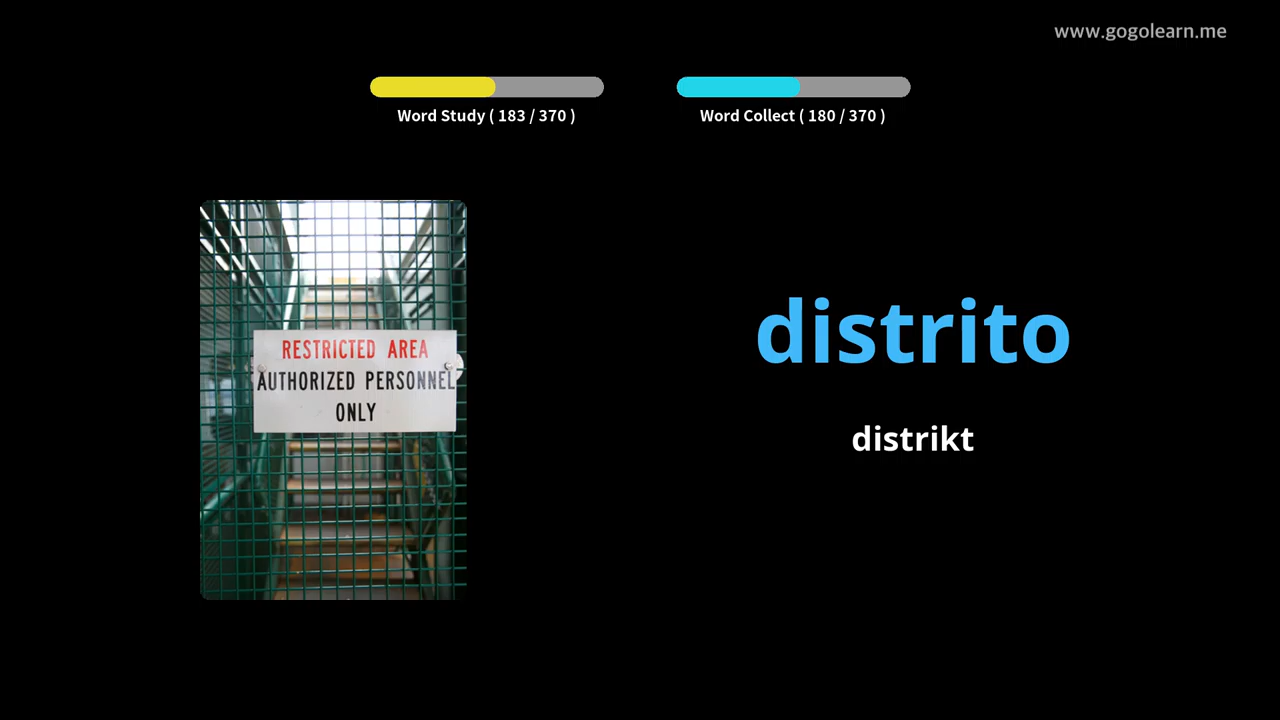 www.gogolearn.me
Word Study ( 183 / 370 )
Word Collect ( 180 / 370 )
RESTRICTED AREA
AUTHORIZED PERSONNEL
ONLY
distrito
distrikt